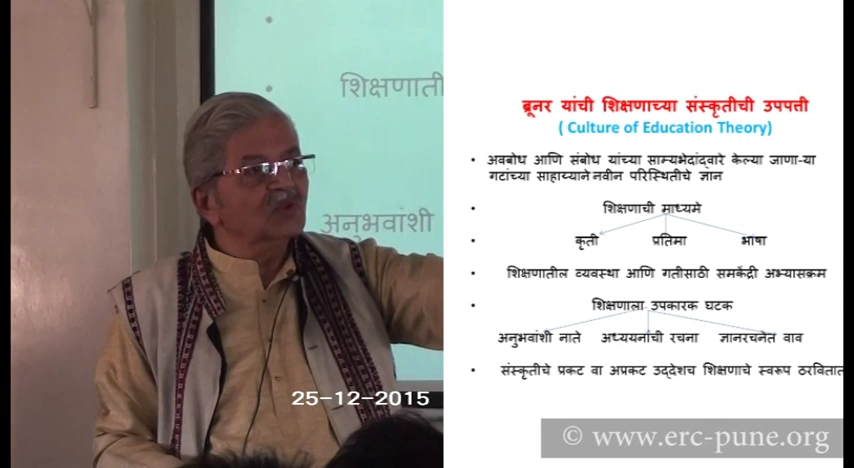 शिक्षणाती
अनुभवांशी
25-12-2015
ब्रूनर यांची शिक्षणाच्या संस्कृतीची उपपत्ती
( Culture of Education Theory)
• अवबोध आणि संबोध यांच्या साम्यभेदांद्वारे केल्या जाणा-या
गटांच्या साहाय्याने नवीन परिस्थितीचे ज्ञान
• शिक्षणाची माध्यमे
• कृती प्रतिमा भाषा
• शिक्षणातील व्यवस्था आणि गतीसाठी समकेंद्री अभ्यासक्रम
• शिक्षणाला उपकारक घटक
अनुभवांशी नाते अध्ययनांची रचना ज्ञानरचनेत वाव
• संस्कृतीचे प्रकट वा अप्रकट उद्देशच शिक्षणाचे स्वरूप ठरवितात
© www.erc-pune.org